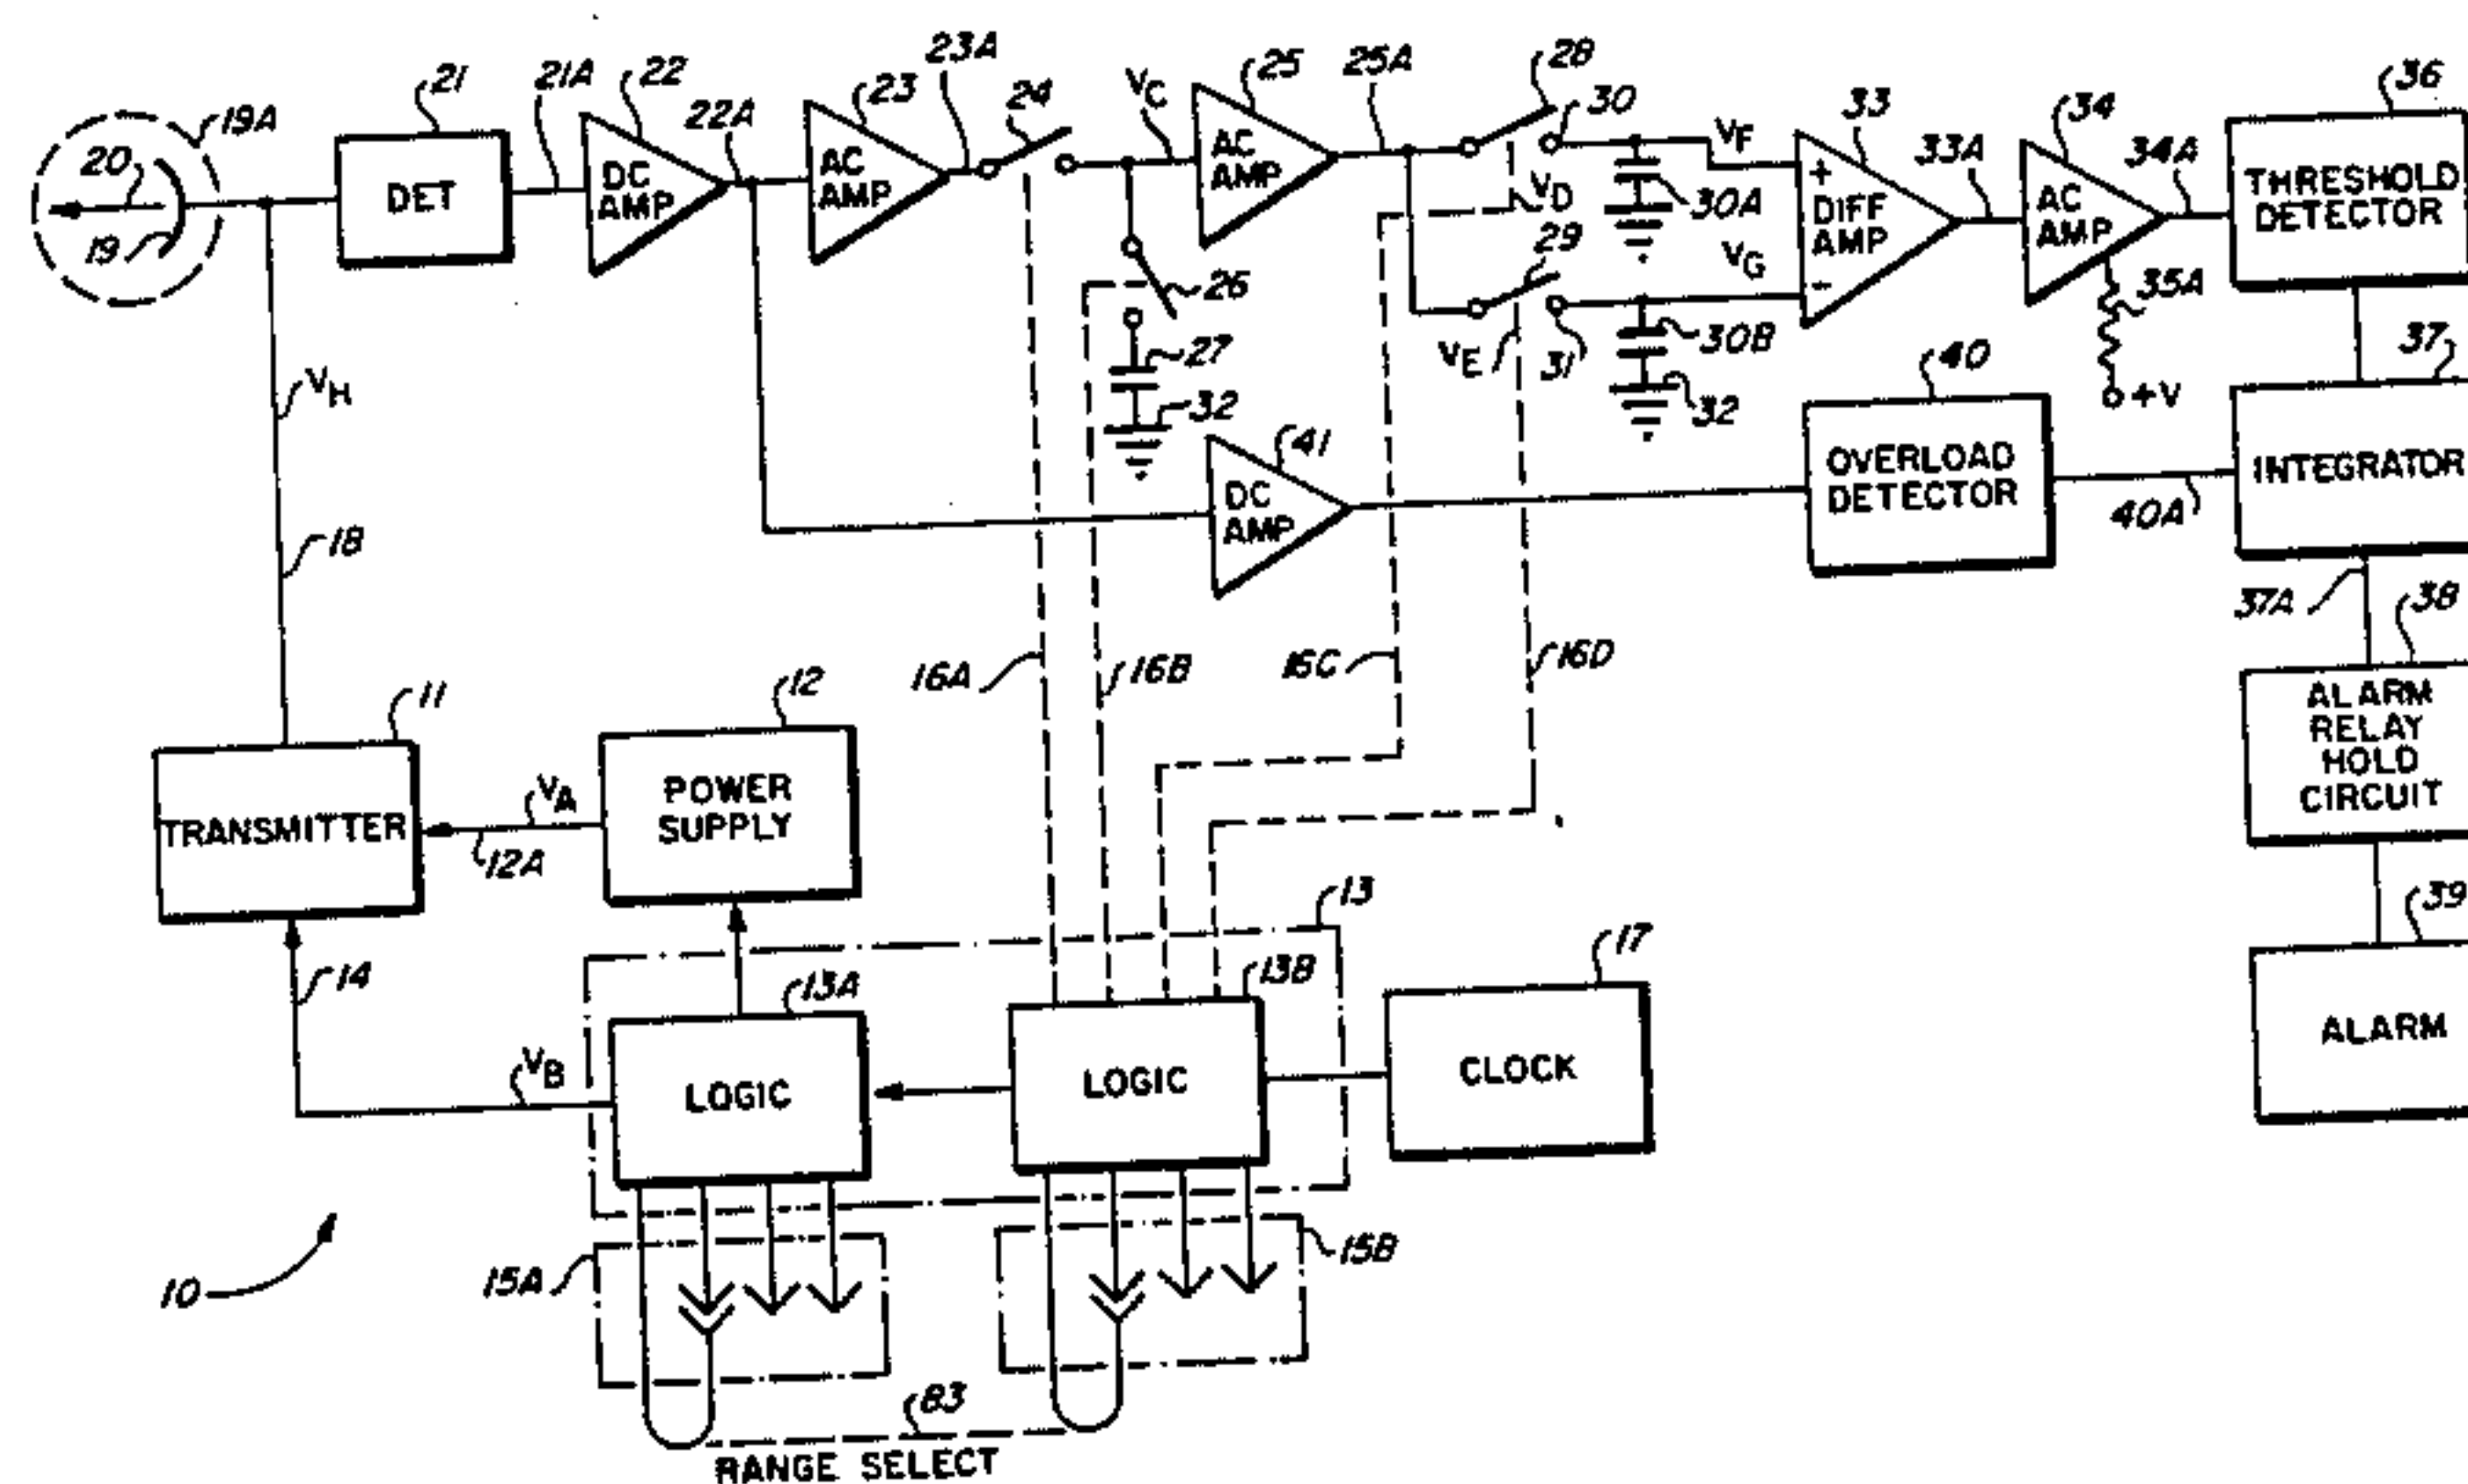 19A
20
19
21
DET
21A
22
DC
AMP
22A
23
AC
AMP
23A
24
VC
25
AC
AMP
25A
28
30
VD
30A
VF
33
+
DIFF
AMP
-
33A
34
AC
AMP
34A
35A
+V
36
THRESHOLD
DETECTOR
26
27
32
29
VE
31
VG
30B
32
41
DC
AMP
40
OVERLOAD
DETECTOR
40A
37
INTEGRATOR
37A
38
ALARM
RELAY
HOLD
CIRCUIT
39
ALARM
VH
18
16A
16B
16C
16D
11
TRANSMITTER
12
POWER
SUPPLY
VA
12A
14
VB
13
13A
LOGIC
13B
LOGIC
17
CLOCK
10
15A
15B
83
RANGE SELECT